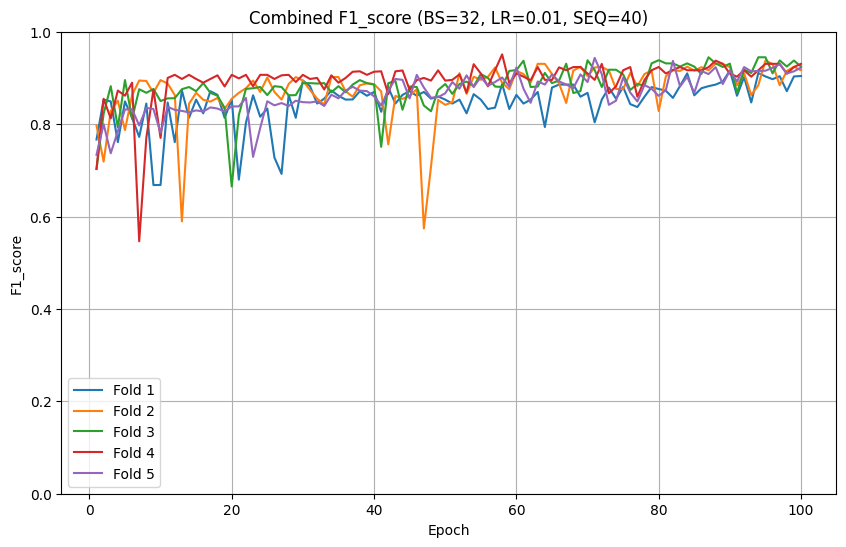 Combined F1_score (BS=32, LR=0.01, SEQ=40)
F1_score
1.0
0.8
0.6
0.4
0.2
0.0
Fold 1
Fold 2
Fold 3
Fold 4
Fold 5
0 20 40 60 80 100
Epoch